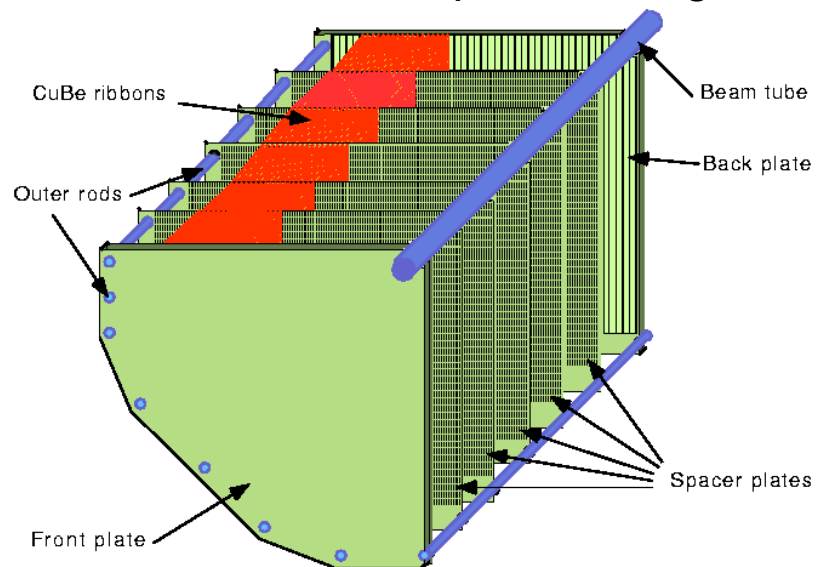 CuBe ribbons
Beam tube
Back plate
Outer rods
Spacer plates
Front plate